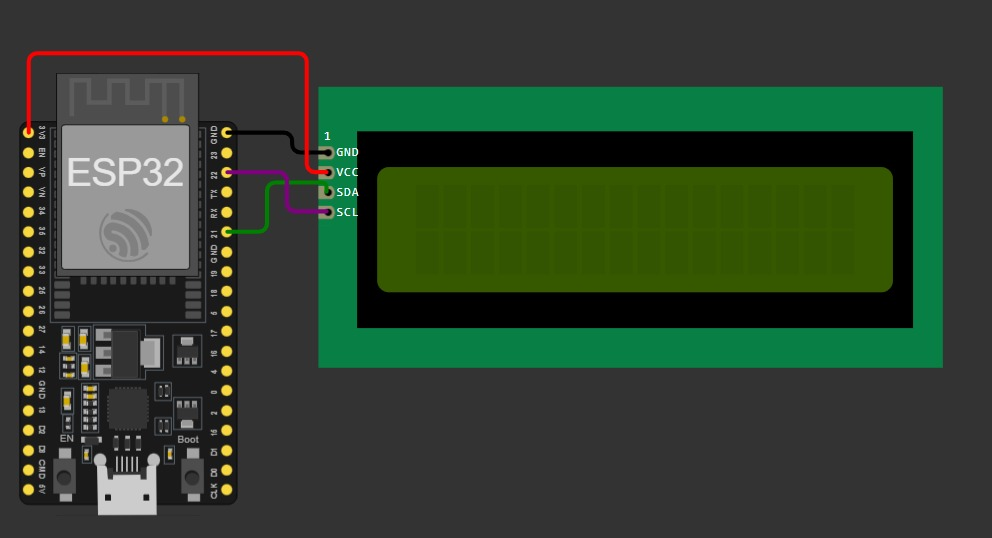 3V3
EN
VP
VN
34
35
32
33
25
26
27
14
12
GND
13
D2
D3
CMD
5V
ESP32
EN
Boot
GND
23
22
TX
RX
21
GND
19
18
5
17
16
4
0
2
15
D1
D0
CLK
1
GND
VCC
SDA
SCL